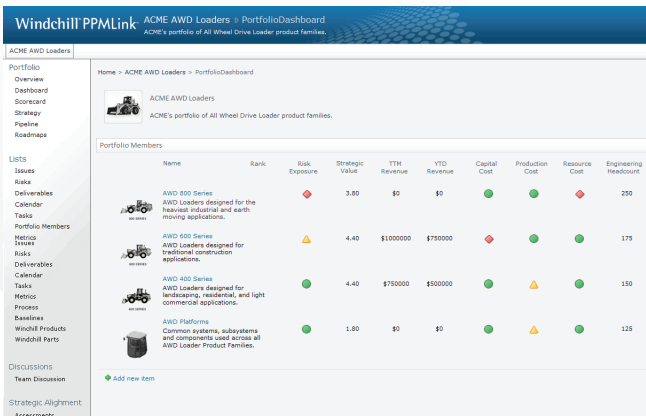 Windchill PPMLink
ACME AWD Loaders ▷ PortfolioDashboard
ACME's portfolio of All Wheel Drive Loader product families.
ACME AWD Loaders
Portfolio
Overview
Dashboard
Scorecard
Strategy
Pipeline
Roadmaps
Lists
Issues
Risks
Deliverables
Calendar
Tasks
Portfolio Members
Metrics
Issues
Risks
Deliverables
Calendar
Tasks
Metrics
Process
Baselines
Winchill Products
Windchill Parts
Discussions
Team Discussion
Strategic Alighment
Assessments
Home > ACME AWD Loaders > PortfolioDashboard
ACME AWD Loaders
ACME's portfolio of All Wheel Drive Loader product families.
Portfolio Members
Name Rank Risk Strategic TTM YTD Capital Production Resource Engineering
Exposure Value Revenue Revenue Cost Cost Cost Headcount
AWD 800 Series 3.80 $0 $0 250
AWD Loaders designed for the
heaviest industrial and earth
moving applications.
800 SERIES
AWD 600 Series 4.40 $1000000 $750000 175
AWD Loaders designed for
traditional construction
applications.
AWD 400 Series 4.40 $750000 $500000 150
AWD Loaders designed for
landscaping, residential, and light
commercial applications.
AWD Platforms 1.80 $0 $0 125
Common systems, subsystems
and components used across all
AWD Loader Product Families.
Add new item